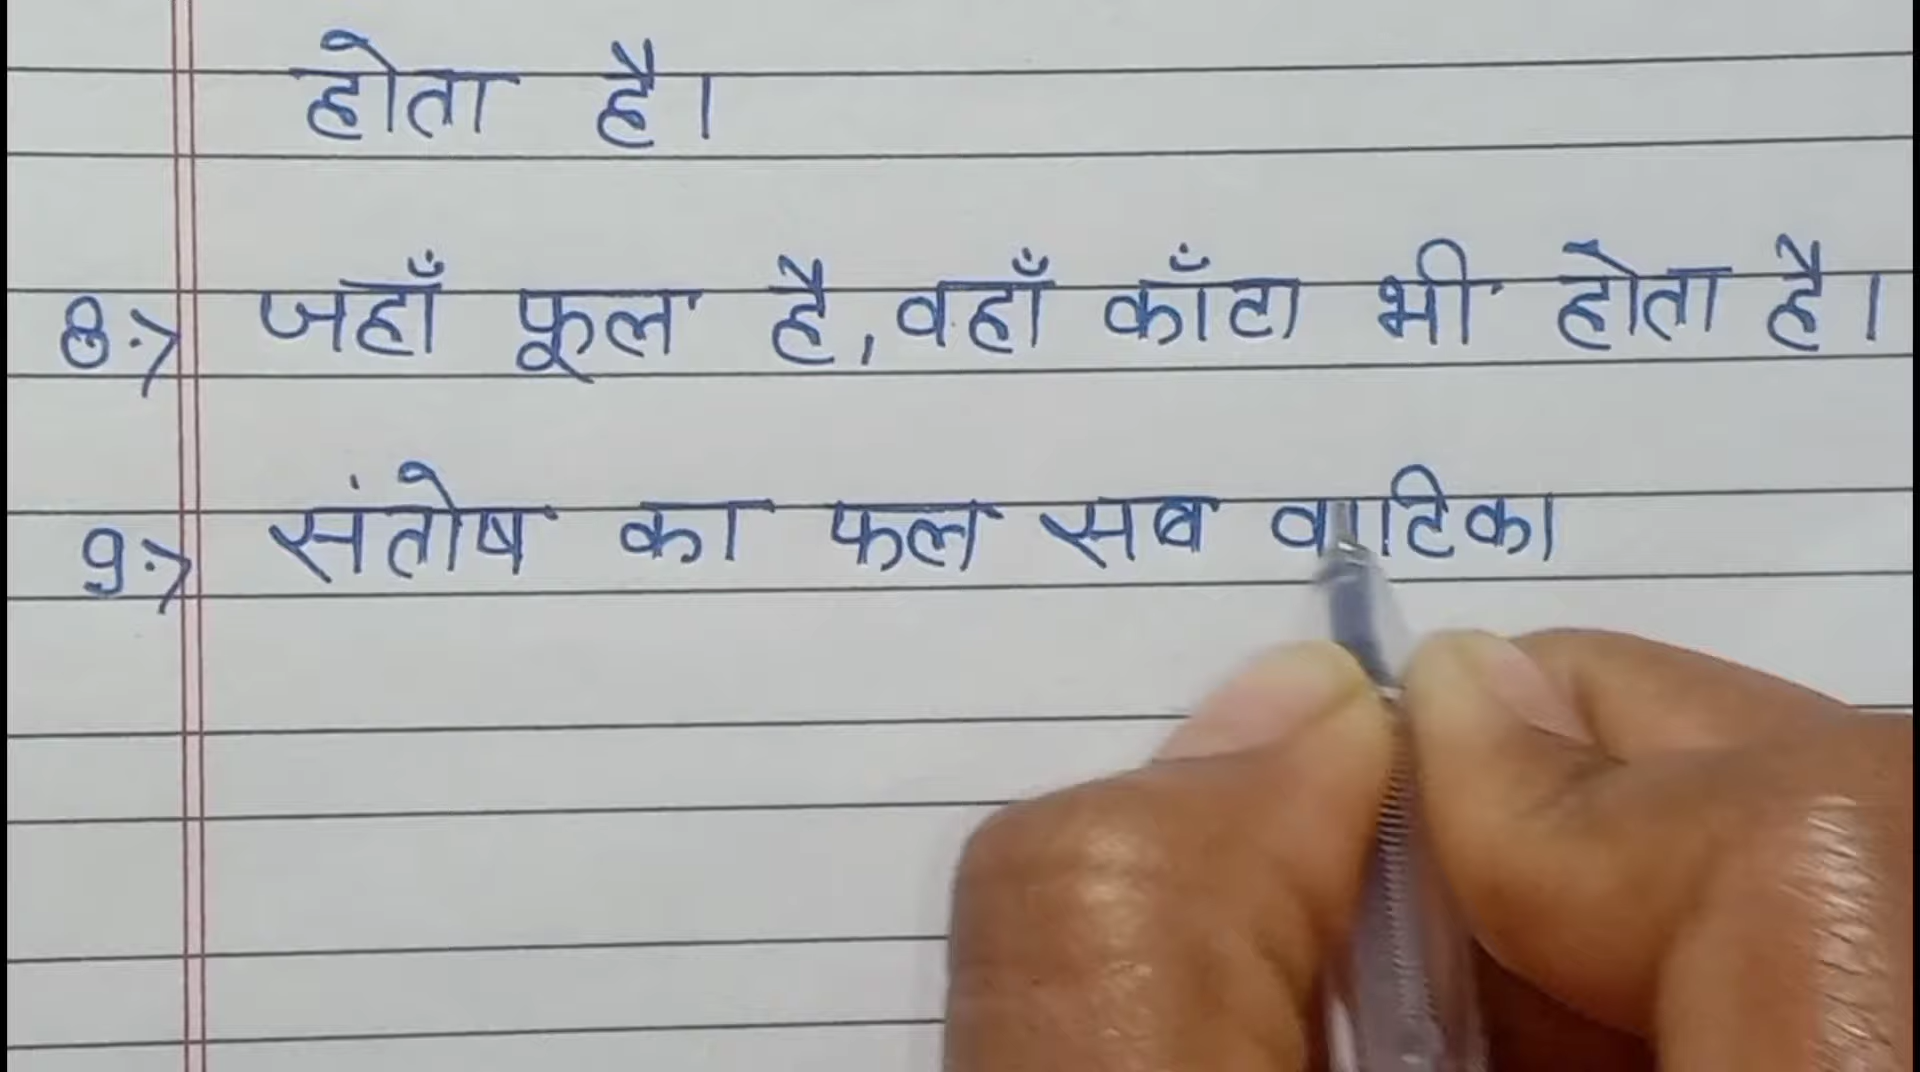 होता है।
8.> जहाँ फूल है, वहाँ काँटा भी होता है।
9.> संतोष का फल सब वाटिका